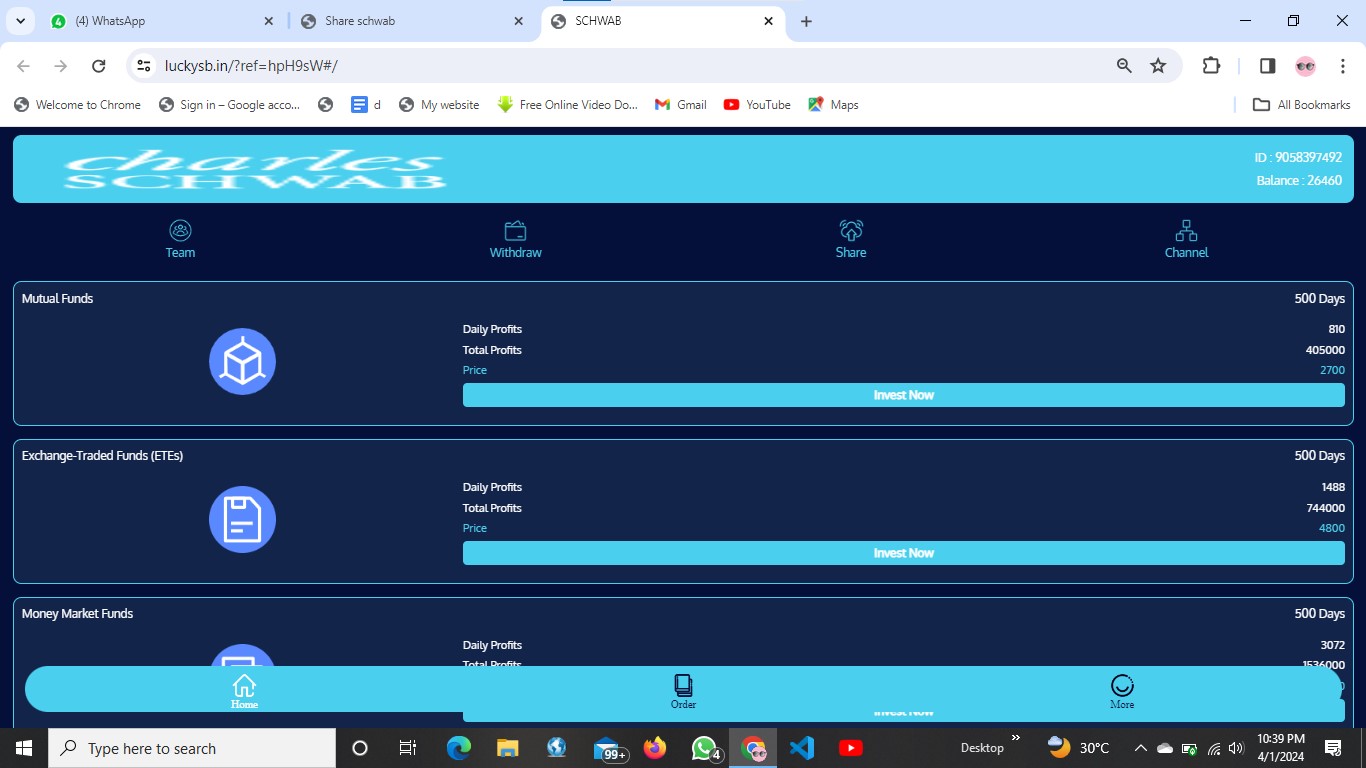 (4) WhatsApp
Share schwab
SCHWAB
luckysb.in/?ref=hpH9sW#/
Welcome to Chrome
Sign in – Google acco...
d
My website
Free Online Video Do...
Gmail
YouTube
Maps
All Bookmarks
charles
SCHWAB
ID : 9058397492
Balance : 26460
Team
Withdraw
Share
Channel
Mutual Funds
500 Days
Daily Profits 810
Total Profits 405000
Price 2700
Invest Now
Exchange-Traded Funds (ETEs)
500 Days
Daily Profits 1488
Total Profits 744000
Price 4800
Invest Now
Money Market Funds
500 Days
Daily Profits 3072
Total Profits 1536000
Invest Now
Home
Order
More
Type here to search
99+
4
Desktop
30°C
10:39 PM
4/1/2024